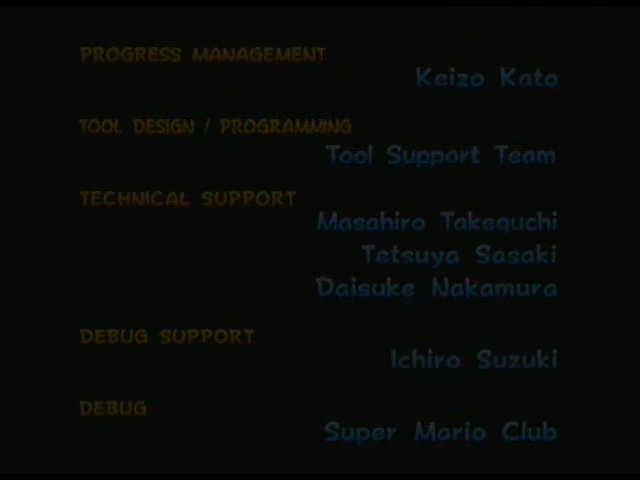 PROGRESS MANAGEMENT
Keizo Kato
TOOL DESIGN / PROGRAMMING
Tool Support Team
TECHNICAL SUPPORT
Masahiro Takeguchi
Tetsuya Sasaki
Daisuke Nakamura
DEBUG SUPPORT
Ichiro Suzuki
DEBUG
Super Mario Club